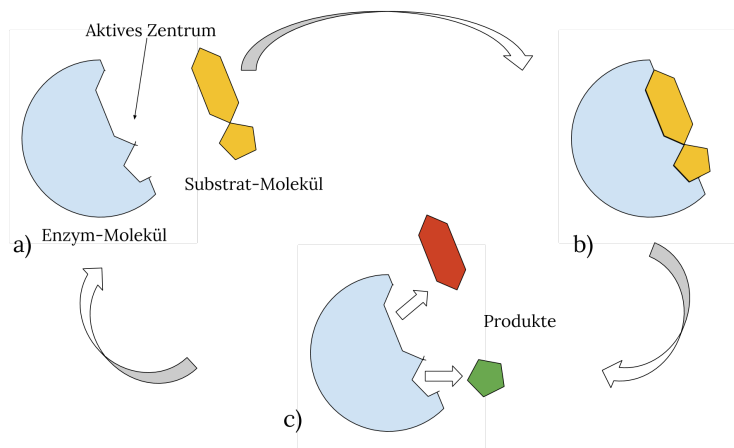 Aktives Zentrum
Substrat-Molekül
Enzym-Molekül
a)
b)
Produkte
c)